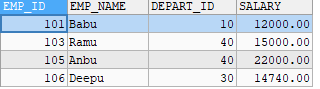 EMP_ID EMP_NAME DEPART_ID SALARY
101 Babu 10 12000.00
103 Ramu 40 15000.00
105 Anbu 40 22000.00
106 Deepu 30 14740.00